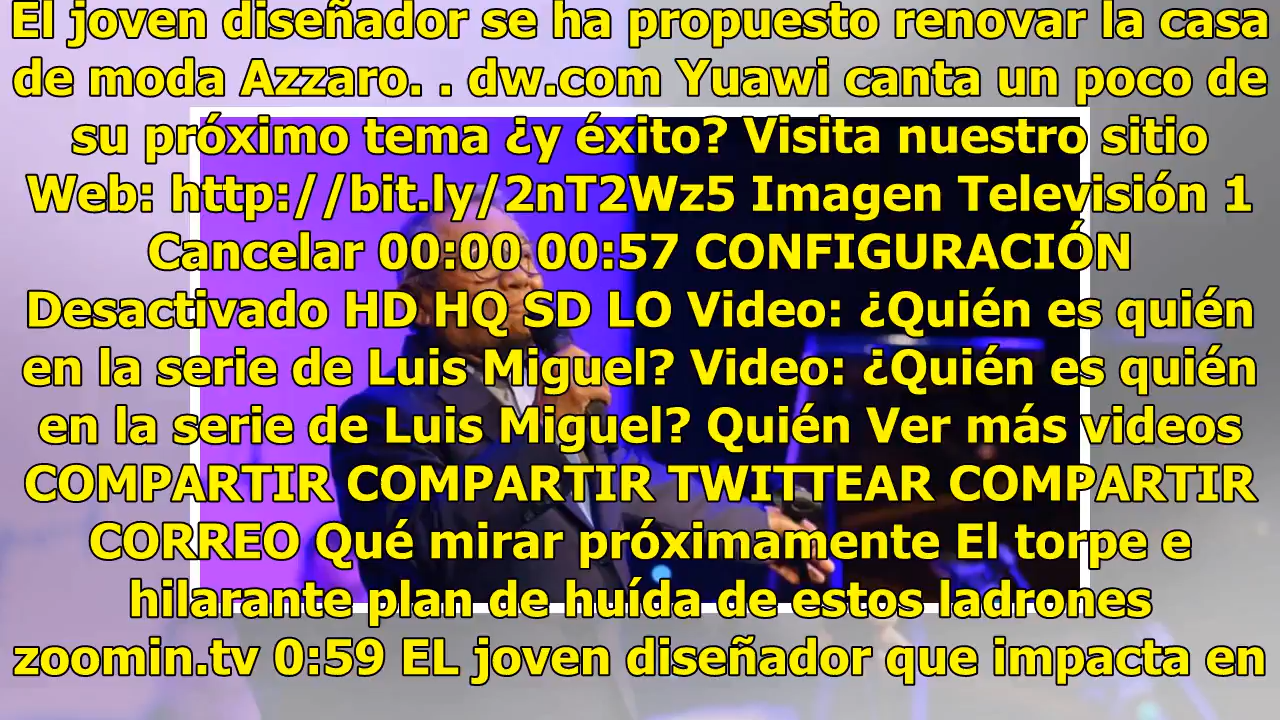 El joven diseñador se ha propuesto renovar la casa
de moda Azzaro. . dw.com Yuawi canta un poco de
su próximo tema ¿y éxito? Visita nuestro sitio
Web: http://bit.ly/2nT2Wz5 Imagen Televisión 1
Cancelar 00:00 00:57 CONFIGURACIÓN
Desactivado HD HQ SD LO Video: ¿Quién es quién
en la serie de Luis Miguel? Video: ¿Quién es quién
en la serie de Luis Miguel? Quién Ver más videos
COMPARTIR COMPARTIR TWITTEAR COMPARTIR
CORREO Qué mirar próximamente El torpe e
hilarante plan de huída de estos ladrones
zoomin.tv 0:59 EL joven diseñador que impacta en